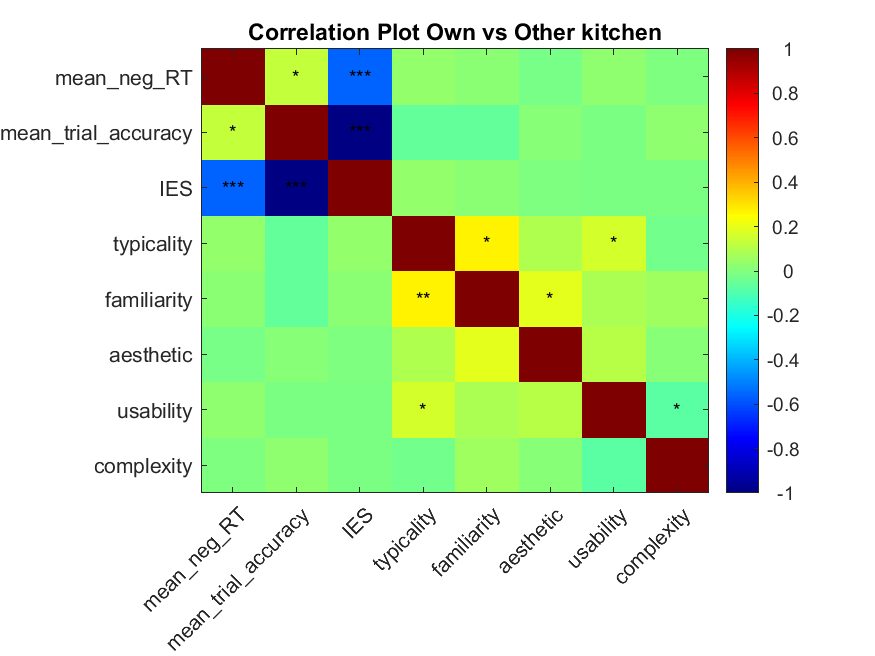 Correlation Plot Own vs Other kitchen
mean_neg_RT * ***
mean_trial_accuracy * ***
IES *** ***
typicality * *
familiarity ** *
aesthetic
usability * *
complexity
mean_neg_RT
mean_trial_accuracy
IES
typicality
familiarity
aesthetic
usability
complexity
1
0.8
0.6
0.4
0.2
0
-0.2
-0.4
-0.6
-0.8
-1